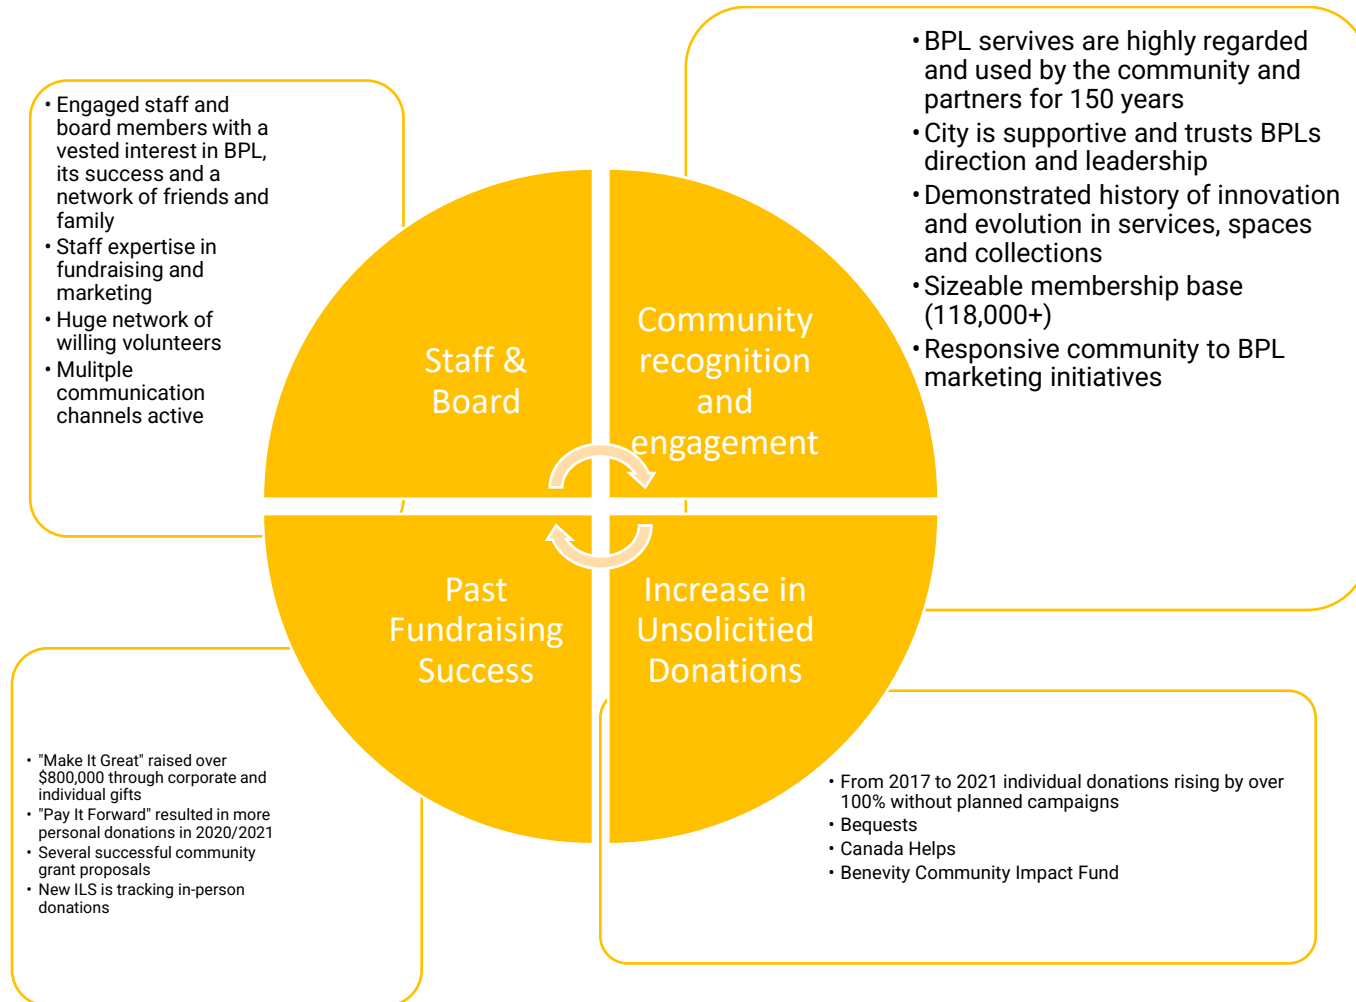 • Engaged staff and
board members with a
vested interest in BPL,
its success and a
network of friends and
family
• Staff expertise in
fundraising and
marketing
• Huge network of
willing volunteers
• Mulitple
communication
channels active
• BPL servives are highly regarded
and used by the community and
partners for 150 years
• City is supportive and trusts BPLs
direction and leadership
• Demonstrated history of innovation
and evolution in services, spaces
and collections
• Sizeable membership base
(118,000+)
• Responsive community to BPL
marketing initiatives
Staff &
Board
Community
recognition
and
engagement
Past
Fundraising
Success
Increase in
Unsolicitied
Donations
• "Make It Great" raised over
$800,000 through corporate and
individual gifts
• "Pay It Forward" resulted in more
personal donations in 2020/2021
• Several successful community
grant proposals
• New ILS is tracking in-person
donations
• From 2017 to 2021 individual donations rising by over
100% without planned campaigns
• Bequests
• Canada Helps
• Benevity Community Impact Fund